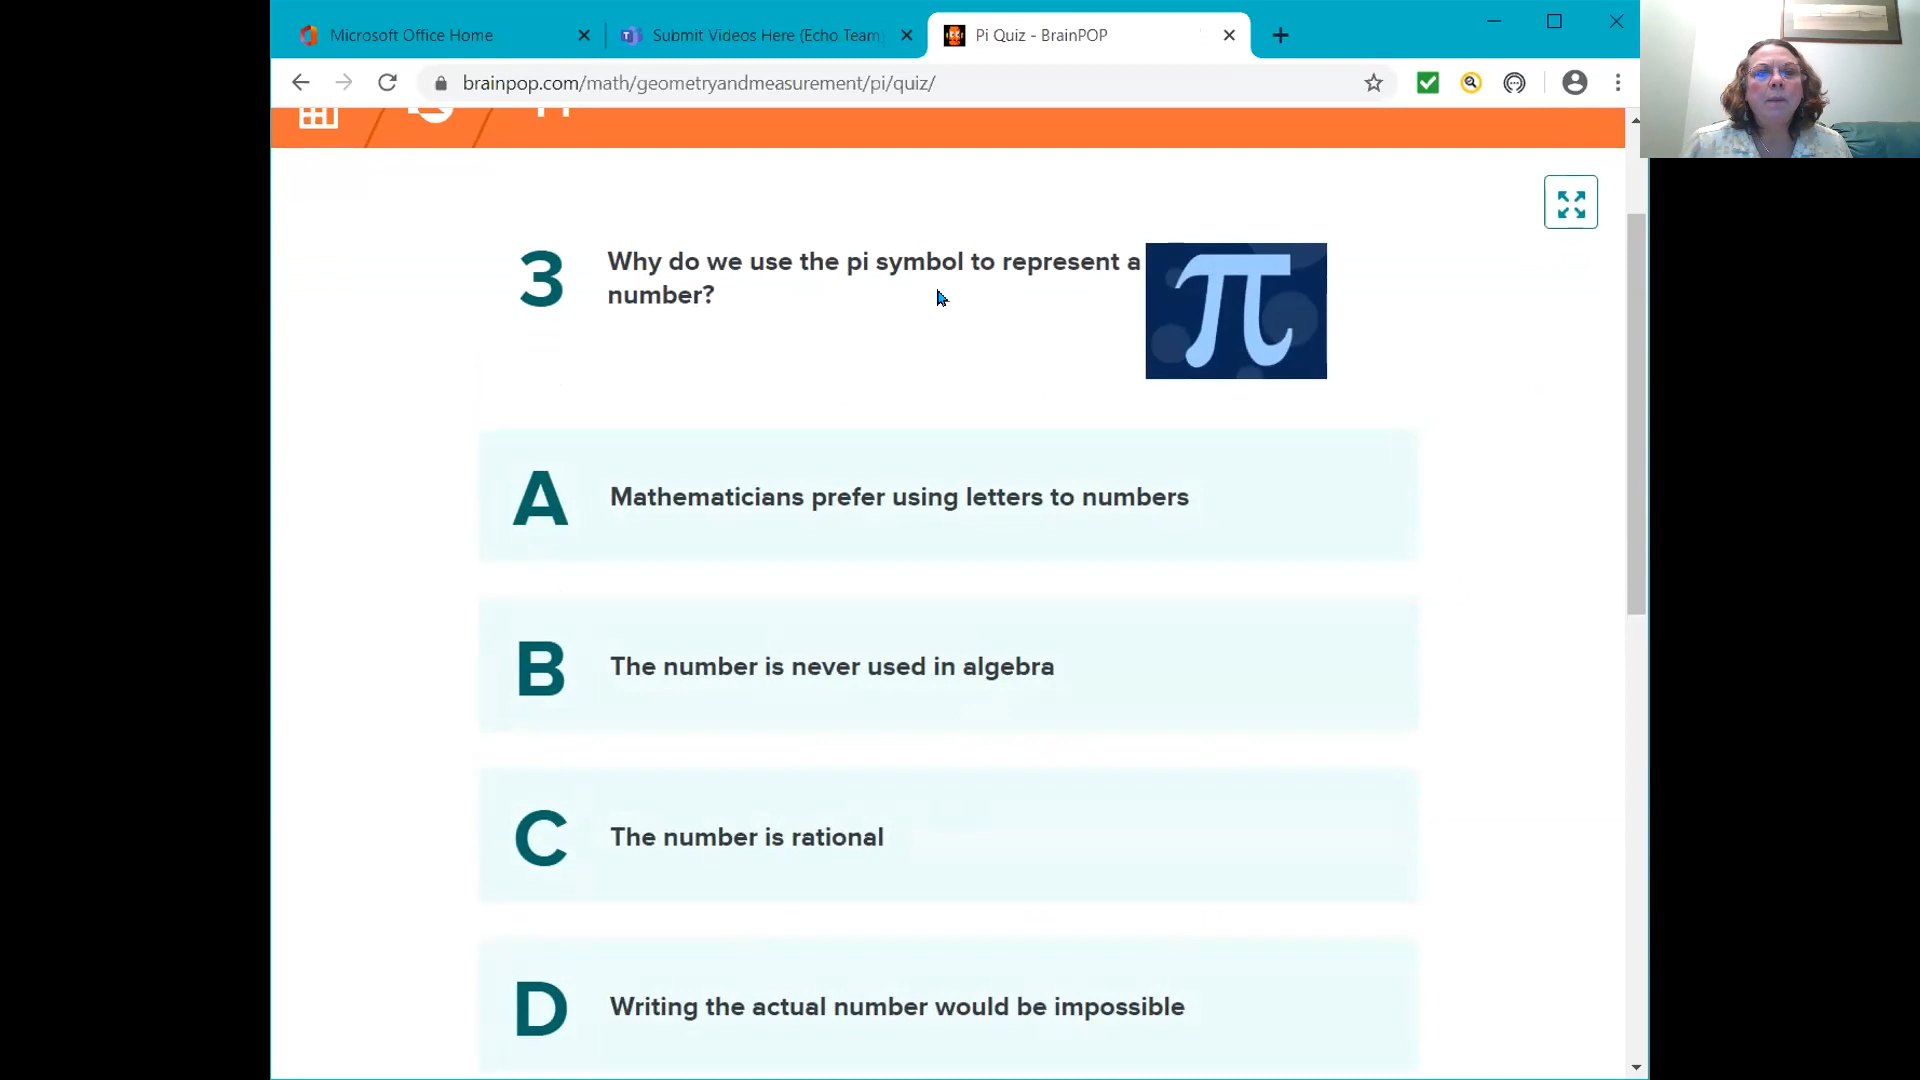 Microsoft Office Home
Submit Videos Here (Echo Team)
Pi Quiz - BrainPOP
brainpop.com/math/geometryandmeasurement/pi/quiz/
3
Why do we use the pi symbol to represent a
number?
π
A
Mathematicians prefer using letters to numbers
B
The number is never used in algebra
C
The number is rational
D
Writing the actual number would be impossible